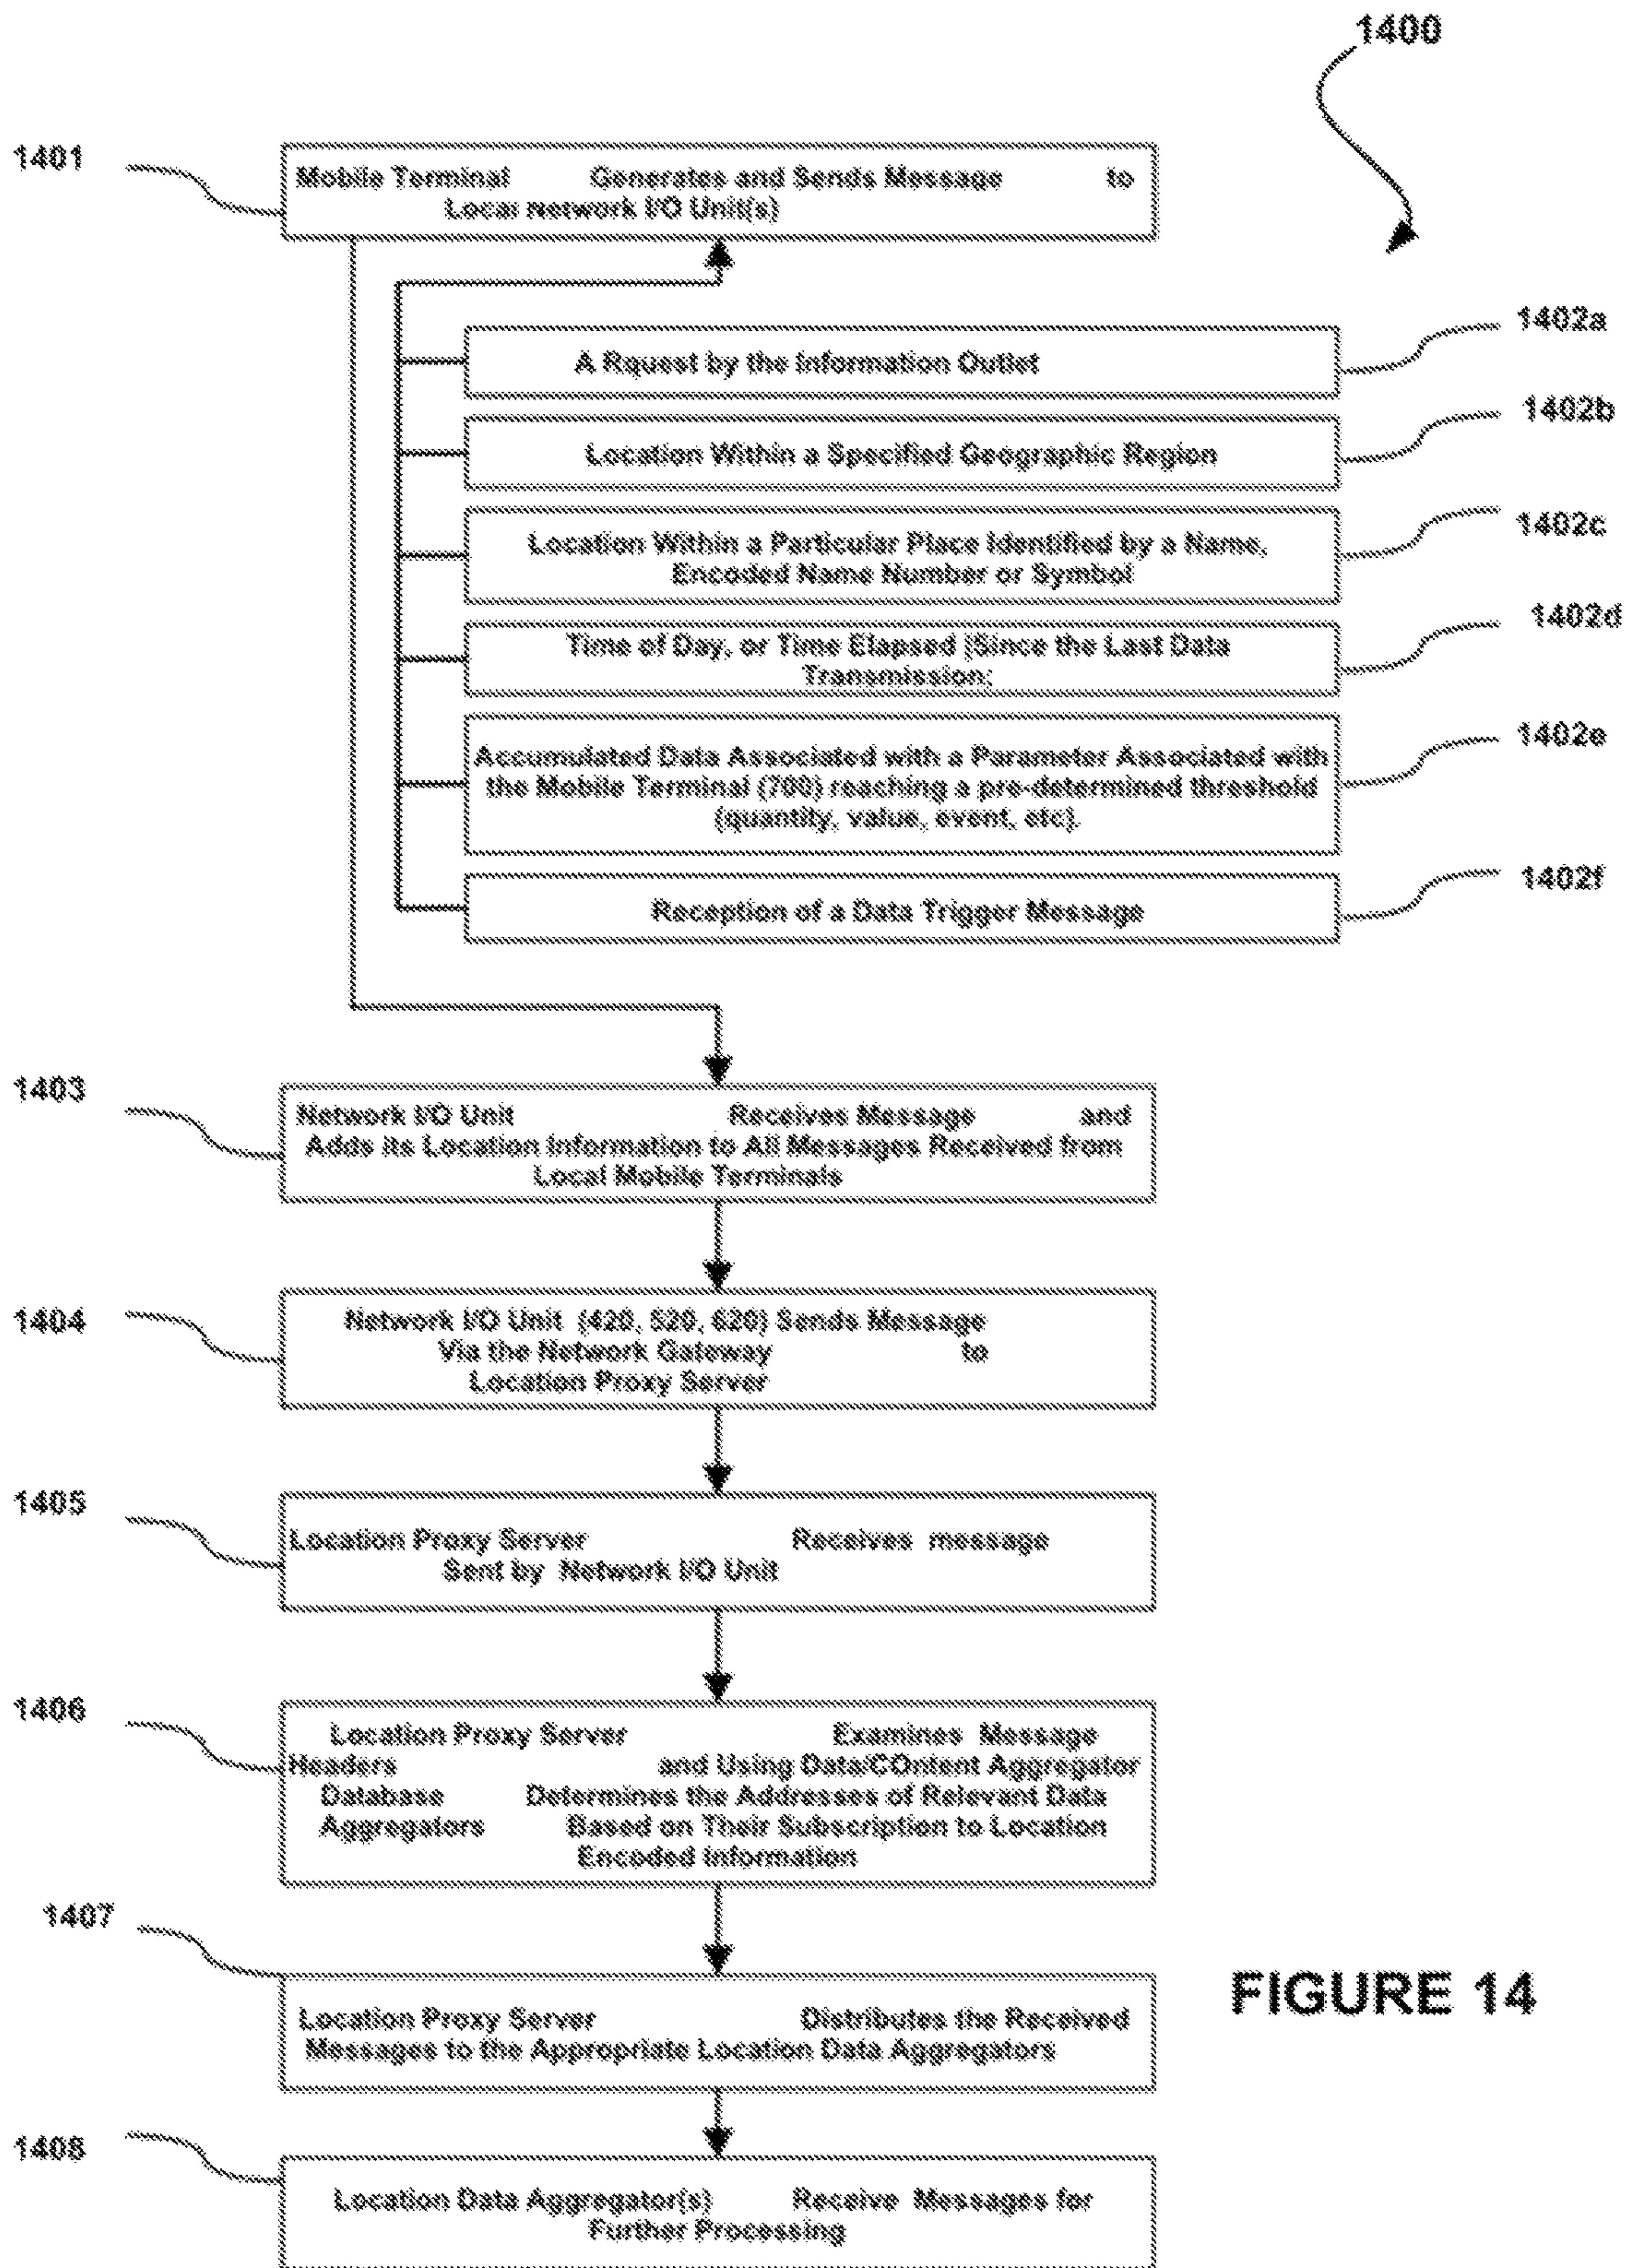 1400
1401
Mobile Terminal Generates and Sends Message to
Local Network I/O Unit(s)
1402a
A Rquest by the Information Outlet
1402b
Location Within a Specified Geographic Region
1402c
Location Within a Particular Place Identified by a Name,
Encoded Name Number or Symbol
1402d
Time of Day, or Time Elapsed (Since the Last Data
Transmission;
1402e
Accumulated Data Associated with a Parameter Associated with
the Mobile Terminal (700) reaching a pre-determined threshold
(quantity, value, event, etc).
1402f
Reception of a Data Trigger Message
1403
Network I/O Unit Receives Message and
Adds its Location Information to All Messages Received from
Local Mobile Terminals
1404
Network I/O Unit (420, 520, 620) Sends Message
Via the Network Gateway to
Location Proxy Server
1405
Location Proxy Server Receives message
Sent by Network I/O Unit
1406
Location Proxy Server Examines Message
Headers and Using Data/COntent Aggregator
Database Determines the Addresses of Relevant Data
Aggregators Based on Their Subscription to Location
Encoded Information
1407
Location Proxy Server Distributes the Received
Messages to the Appropriate Location Data Aggregators
FIGURE 14
1408
Location Data Aggregator(s) Receive Messages for
Further Processing